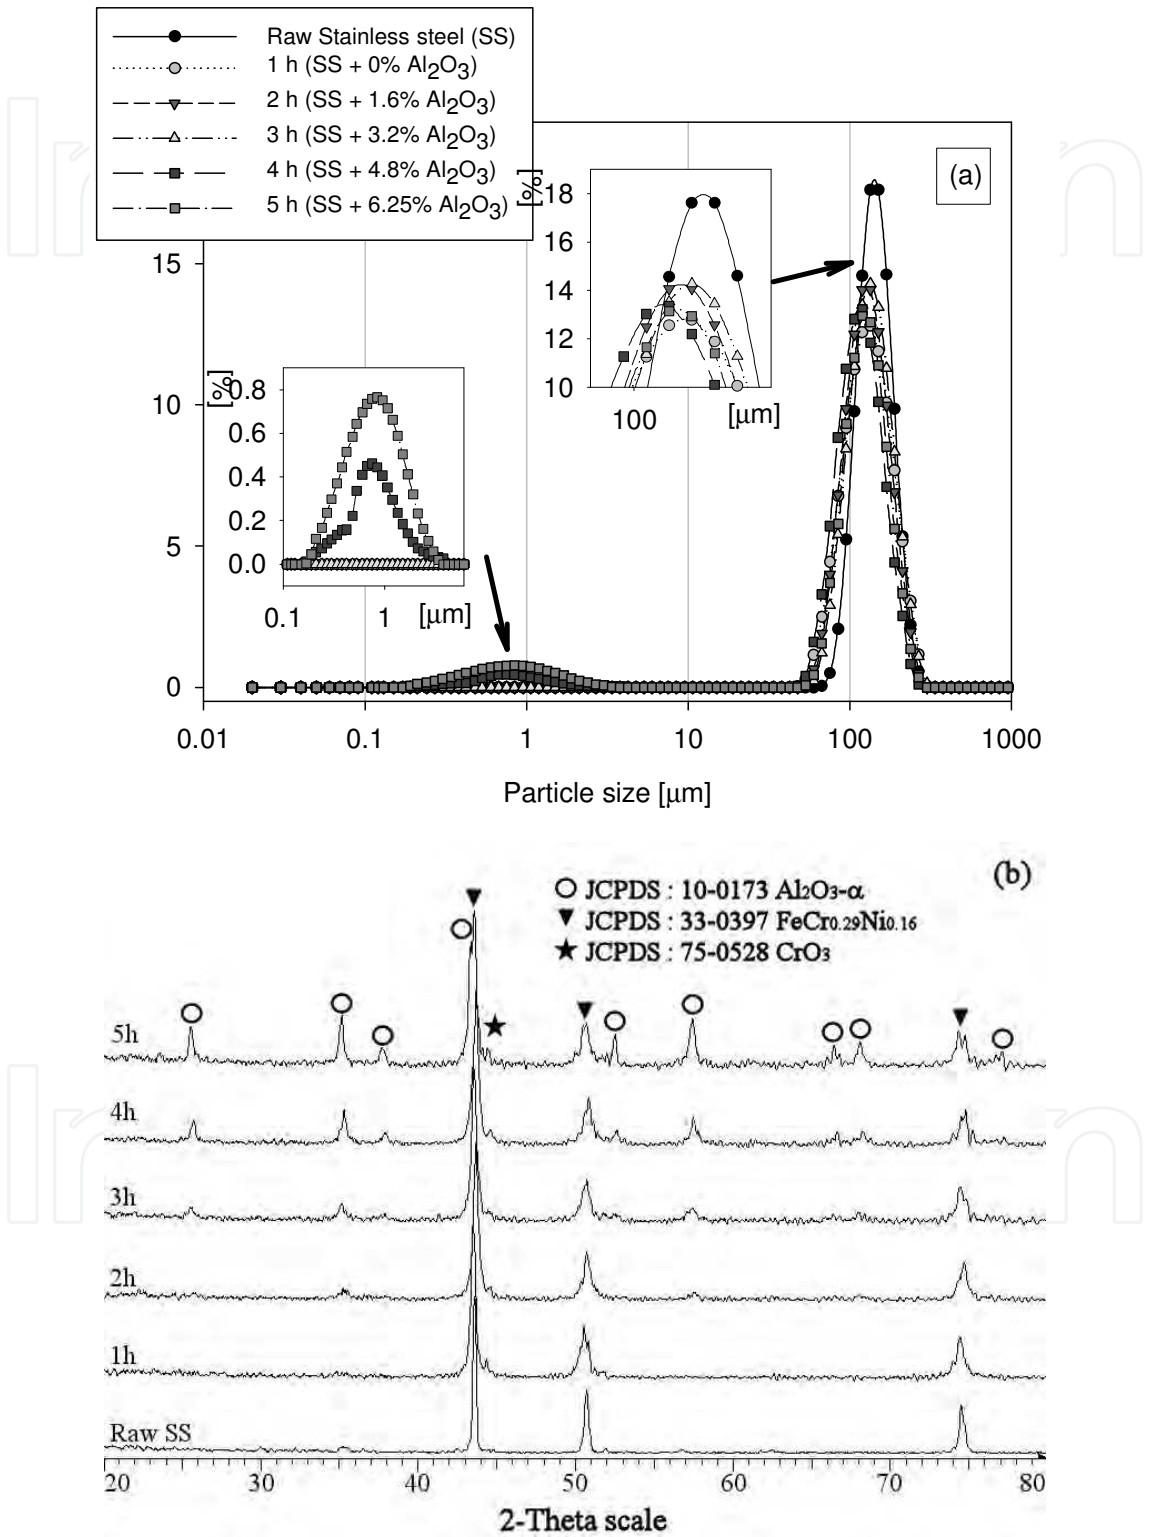 Raw Stainless steel (SS)
1 h (SS + 0% Al2O3)
2 h (SS + 1.6% Al2O3)
3 h (SS + 3.2% Al2O3)
4 h (SS + 4.8% Al2O3)
5 h (SS + 6.25% Al2O3)
(a)
[%]
18
16
14
12
10
100
[μm]
[%]
0.8
0.6
0.4
0.2
0.0
0.1
1
[μm]
15
10
5
0
0.01
0.1
1
10
100
1000
Particle size [μm]
(b)
JCPDS : 10-0173 Al2O3-α
JCPDS : 33-0397 FeCr0.29Ni0.16
JCPDS : 75-0528 CrO3
5h
4h
3h
2h
1h
Raw SS
20
30
40
50
60
70
80
2-Theta scale